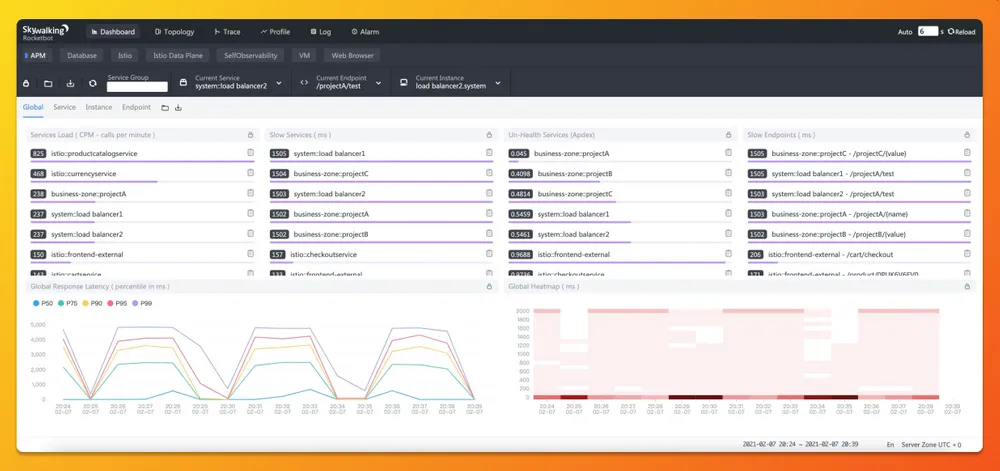 Skywalking
Rocketbot
Dashboard Topology Trace Profile Log Alarm
Auto 6 s Reload
APM Database Istio Istio Data Plane SelfObservability VM Web Browser
Service Group
Current Service
system::load balancer2
Current Endpoint
/projectA/test
Current Instance
load balancer2.system
Global Service Instance Endpoint
Services Load ( CPM - calls per minute )
825 istio::productcatalogservice
468 istio::currencyservice
238 business-zone::projectA
237 system::load balancer1
237 system::load balancer2
150 istio::frontend-external
147 istio::cartservice
Slow Services ( ms )
1505 system::load balancer1
1504 business-zone::projectC
1503 system::load balancer2
1502 business-zone::projectA
1502 business-zone::projectB
157 istio::checkoutservice
istio::frontend-external
Un-Health Services (Apdex)
0.045 business-zone::projectA
0.4098 business-zone::projectB
0.4814 business-zone::projectC
0.5459 system::load balancer1
0.5461 system::load balancer2
0.9688 istio::frontend-external
0.9736 istio::checkoutservice
Slow Endpoints ( ms )
1505 business-zone::projectC - /projectC/{value}
1505 system::load balancer1 - /projectA/test
1503 system::load balancer2 - /projectA/test
1503 business-zone::projectA - /projectA/{name}
1502 business-zone::projectB - /projectB/{value}
206 istio::frontend-external - /cart/checkout
171 istio::frontend-external - /product/
Global Response Latency ( percentile in ms )
P50 P75 P90 P95 P99
5,000
4,000
3,000
2,000
1,000
0
20:24 20:25 20:26 20:27 20:28 20:29 20:30 20:31 20:32 20:33 20:34 20:35 20:36 20:37 20:38 20:39
02-07 02-07 02-07 02-07 02-07 02-07 02-07 02-07 02-07 02-07 02-07 02-07 02-07 02-07 02-07 02-07
Global Heatmap ( ms )
2000
1800
1600
1400
1200
1000
800
600
400
200
0
20:24 20:25 20:26 20:27 20:28 20:29 20:30 20:31 20:32 20:33 20:34 20:35 20:36 20:37 20:38 20:39
02-07 02-07 02-07 02-07 02-07 02-07 02-07 02-07 02-07 02-07 02-07 02-07 02-07 02-07 02-07 02-07
2021-02-07 20:24 ~ 2021-02-07 20:39 En Server Zone UTC + 0